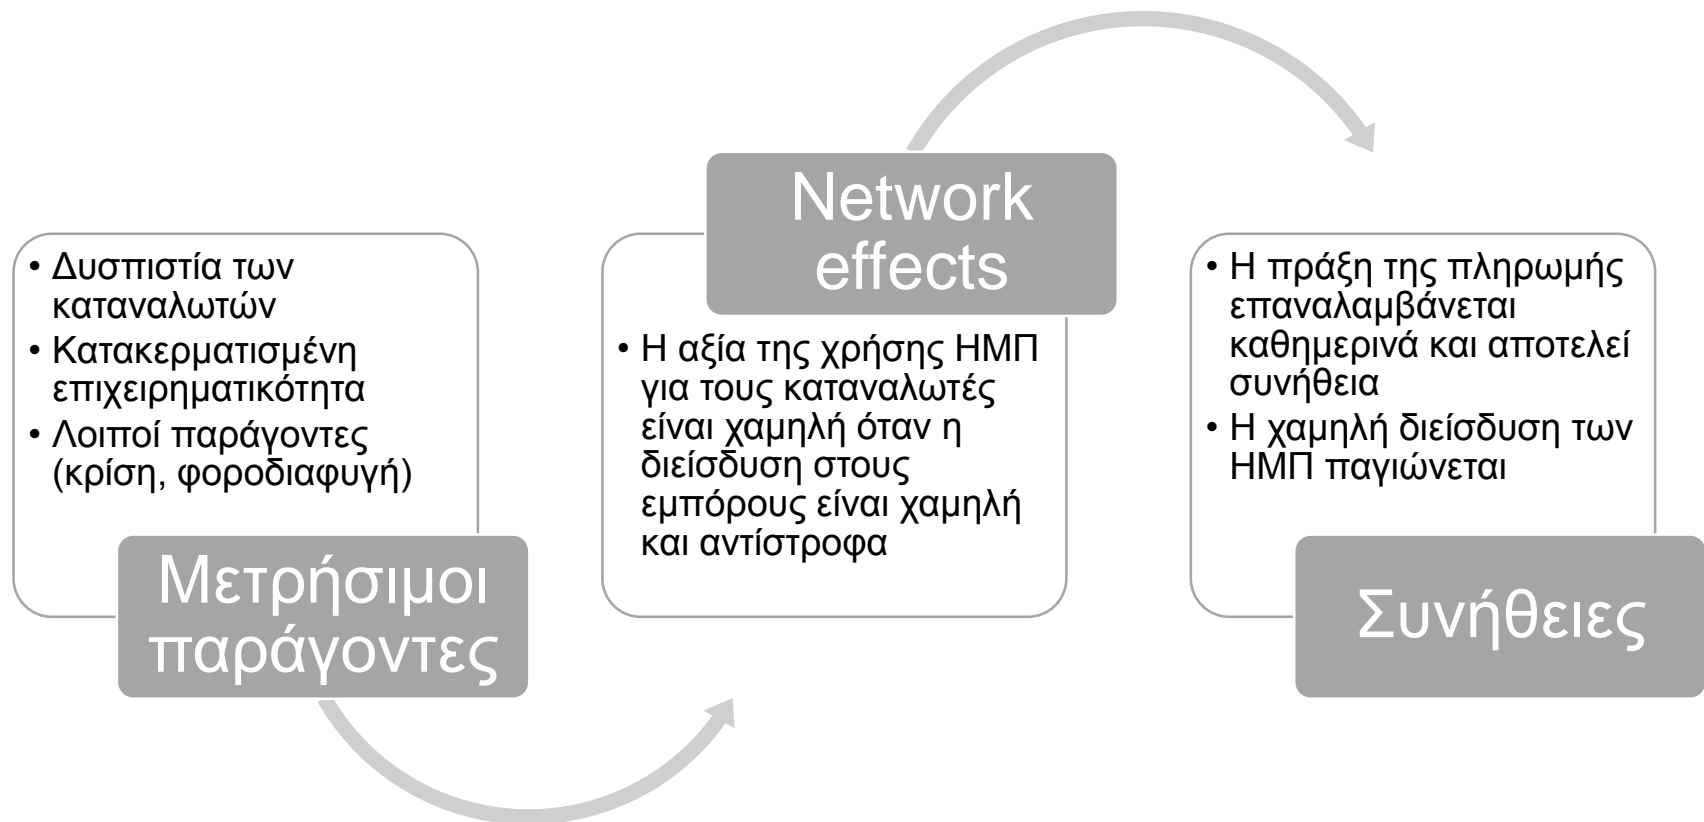 • Δυσπιστία των
καταναλωτών
• Κατακερματισμένη
επιχειρηματικότητα
• Λοιποί παράγοντες
(κρίση, φοροδιαφυγή)
Μετρήσιμοι
παράγοντες
Network
effects
• Η αξία της χρήσης ΗΜΠ
για τους καταναλωτές
είναι χαμηλή όταν η
διείσδυση στους
εμπόρους είναι χαμηλή
και αντίστροφα
• Η πράξη της πληρωμής
επαναλαμβάνεται
καθημερινά και αποτελεί
συνήθεια
• Η χαμηλή διείσδυση των
ΗΜΠ παγιώνεται
Συνήθειες